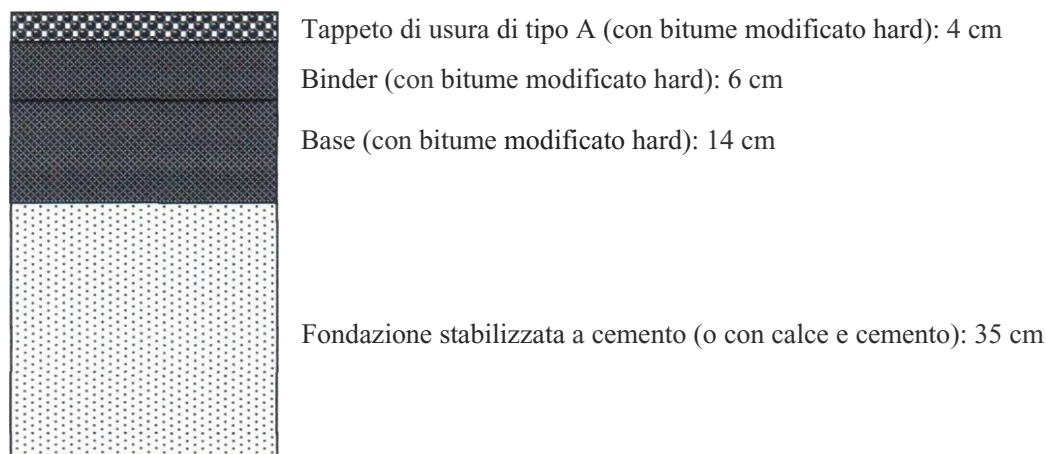 Tappeto di usura di tipo A (con bitume modificato hard): 4 cm
Binder (con bitume modificato hard): 6 cm
Base (con bitume modificato hard): 14 cm
Fondazione stabilizzata a cemento (o con calce e cemento): 35 cm